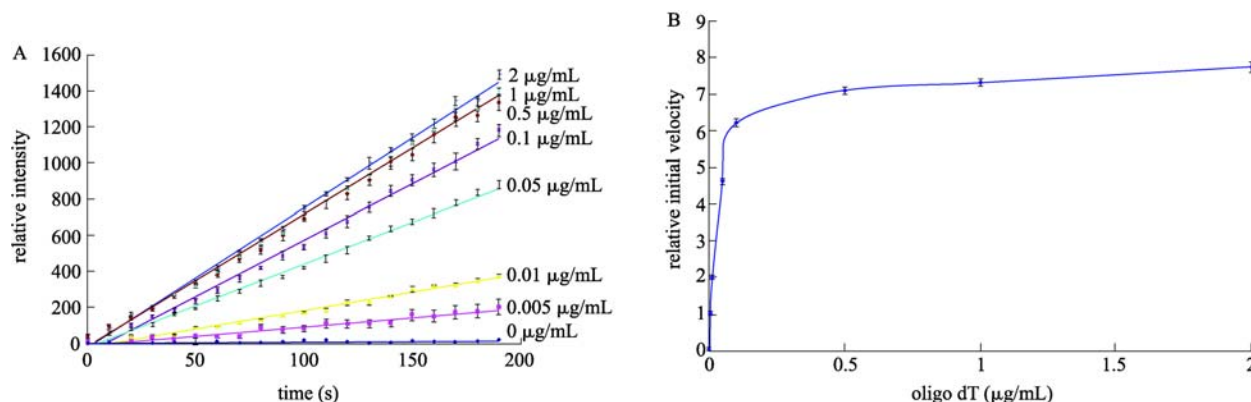 A
1600
1400
1200
1000
800
600
400
200
0
relative intensity
0
50
100
150
200
time (s)
2 μg/mL
1 μg/mL
0.5 μg/mL
0.1 μg/mL
0.05 μg/mL
0.01 μg/mL
0.005 μg/mL
0 μg/mL
B
9
8
7
6
5
4
3
2
1
0
relative initial velocity
0
0.5
1.0
1.5
2
oligo dT (μg/mL)